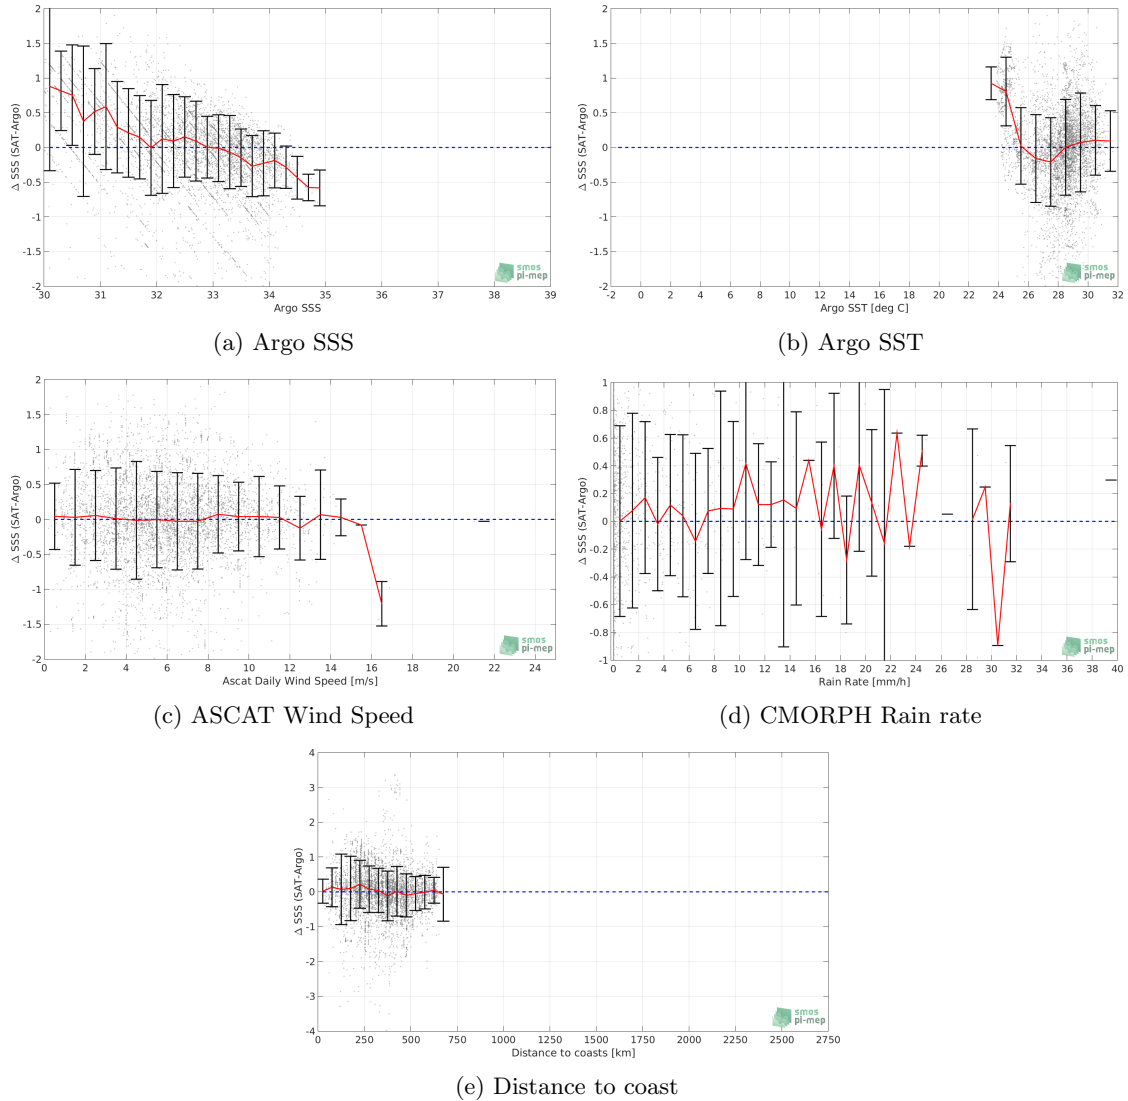 2
1.5
1
0.5
0
-0.5
-1
-1.5
-2
Δ SSS (SAT-Argo)
30 31 32 33 34 35 36 37 38 39
Argo SSS
smos
pi-mep
(a) Argo SSS
2
1.5
1
0.5
0
-0.5
-1
-1.5
-2
Δ SSS (SAT-Argo)
-2 0 2 4 6 8 10 12 14 16 18 20 22 24 26 28 30 32
Argo SST [deg C]
smos
pi-mep
(b) Argo SST
2
1.5
1
0.5
0
-0.5
-1
-1.5
-2
Δ SSS (SAT-Argo)
0 2 4 6 8 10 12 14 16 18 20 22 24
Ascat Daily Wind Speed [m/s]
smos
pi-mep
(c) ASCAT Wind Speed
1
0.8
0.6
0.4
0.2
0
-0.2
-0.4
-0.6
-0.8
-1
Δ SSS (SAT-Argo)
0 2 4 6 8 10 12 14 16 18 20 22 24 26 28 30 32 34 36 38 40
Rain Rate [mm/h]
smos
pi-mep
(d) CMORPH Rain rate
4
3
2
1
0
-1
-2
-3
-4
Δ SSS (SAT-Argo)
0 250 500 750 1000 1250 1500 1750 2000 2250 2500 2750
Distance to coasts [km]
smos
pi-mep
(e) Distance to coast